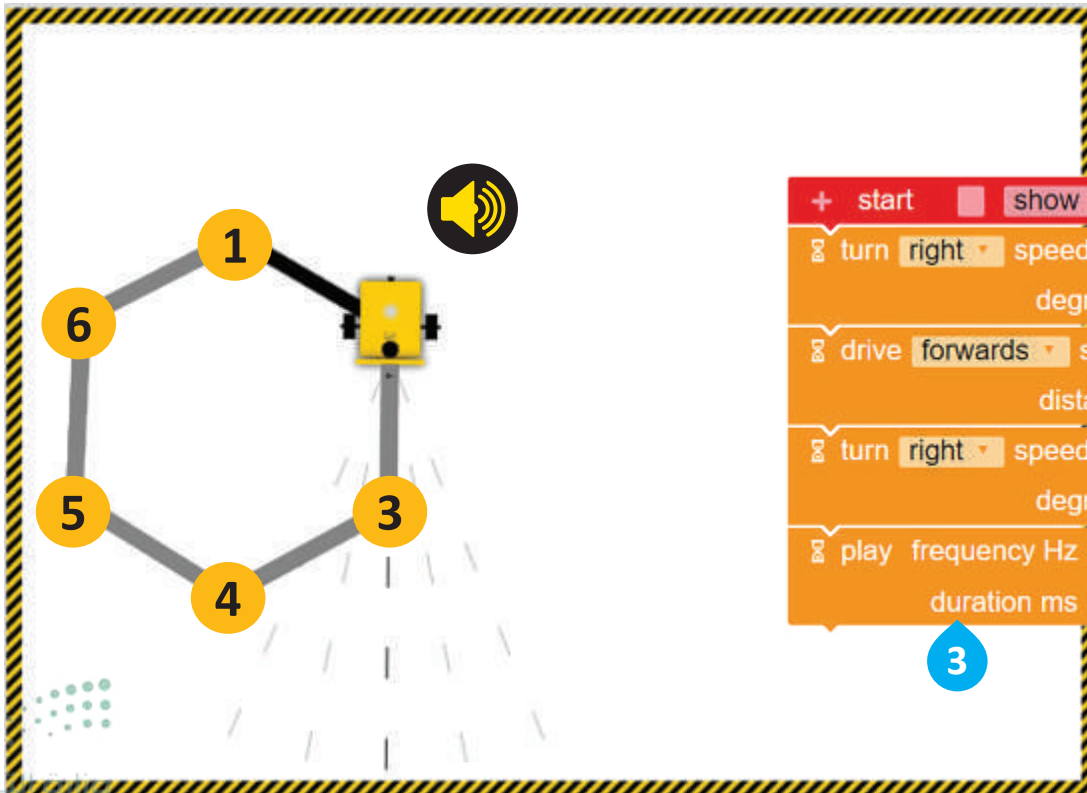 1
6
5
3
4
+ start show
turn right speed
degr
drive forwards s
dista
turn right speed
degr
play frequency Hz
duration ms
3